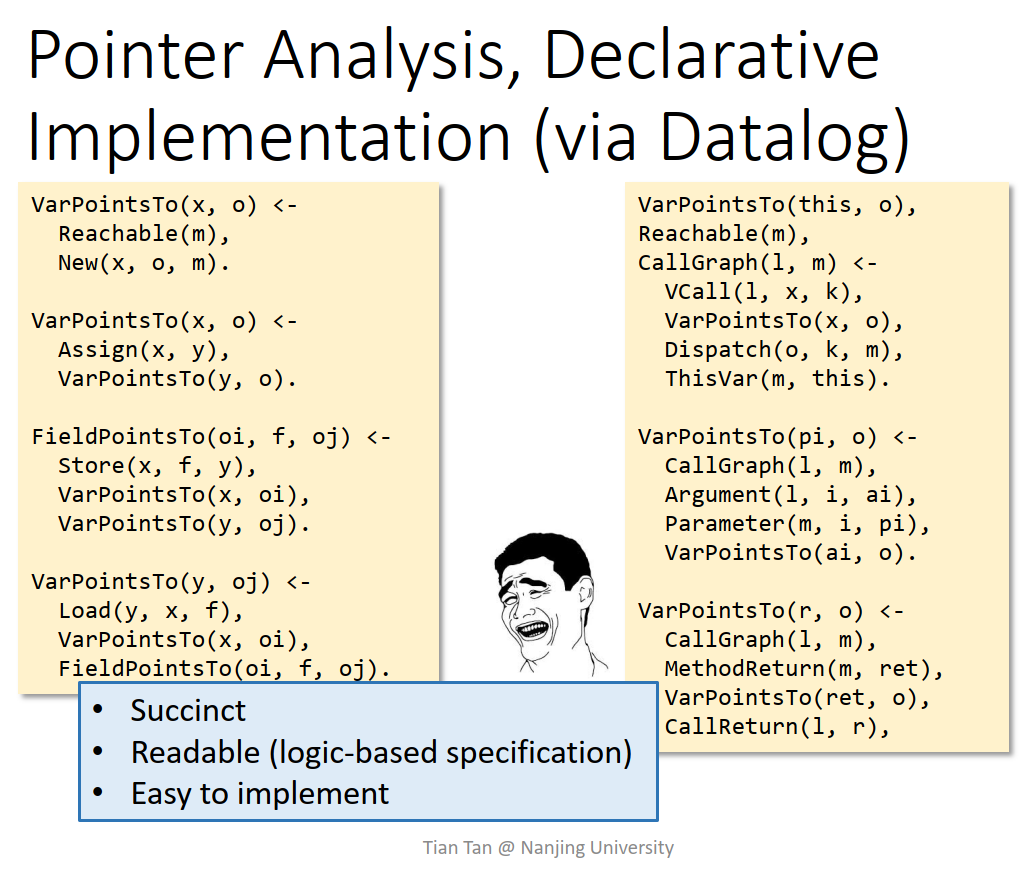 Pointer Analysis, Declarative
Implementation (via Datalog)
VarPointsTo(x, o) <-
  Reachable(m),
  New(x, o, m).
VarPointsTo(x, o) <-
  Assign(x, y),
  VarPointsTo(y, o).
FieldPointsTo(oi, f, oj) <-
  Store(x, f, y),
  VarPointsTo(x, oi),
  VarPointsTo(y, oj).
VarPointsTo(y, oj) <-
  Load(y, x, f),
  VarPointsTo(x, oi),
  FieldPointsTo(oi, f, oj).
VarPointsTo(this, o),
Reachable(m),
CallGraph(l, m) <-
  VCall(l, x, k),
  VarPointsTo(x, o),
  Dispatch(o, k, m),
  ThisVar(m, this).
VarPointsTo(pi, o) <-
  CallGraph(l, m),
  Argument(l, i, ai),
  Parameter(m, i, pi),
  VarPointsTo(ai, o).
VarPointsTo(r, o) <-
  CallGraph(l, m),
  MethodReturn(m, ret),
  VarPointsTo(ret, o),
  CallReturn(l, r),
• Succinct
• Readable (logic-based specification)
• Easy to implement
Tian Tan @ Nanjing University